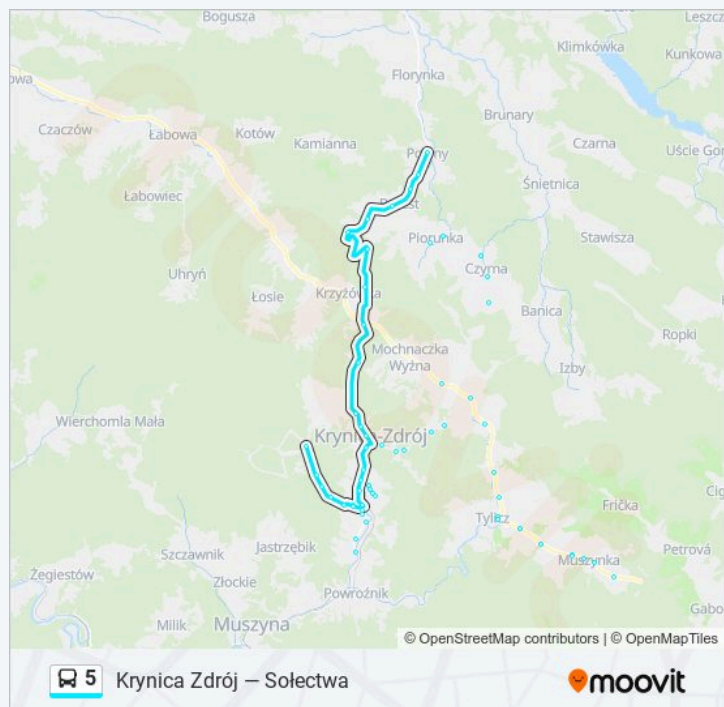 Bogusza
Leszcz
Klimkówka
Kunkowa
Florynka
owa
Czaczów
Łabowa
Kotów
Kamianna
Brunary
Czarna
Uście Gor
Łabowiec
Śnietnica
Piorunka
Stawisza
Uhryń
Czyrna
Łosie
Krzyżówka
Banica
Ropki
Mochnaczka
Wyżna
Izby
Wierchomla Mała
Krynica-Zdrój
Cig
Frička
Tylicz
Szczawnik
Jastrzębik
Petrová
Muszynka
Żegiestów
Złockie
Powroźnik
Gabo
Milik
Muszyna
© OpenStreetMap contributors | © OpenMapTiles
5 Krynica Zdrój — Sołectwa
moovit